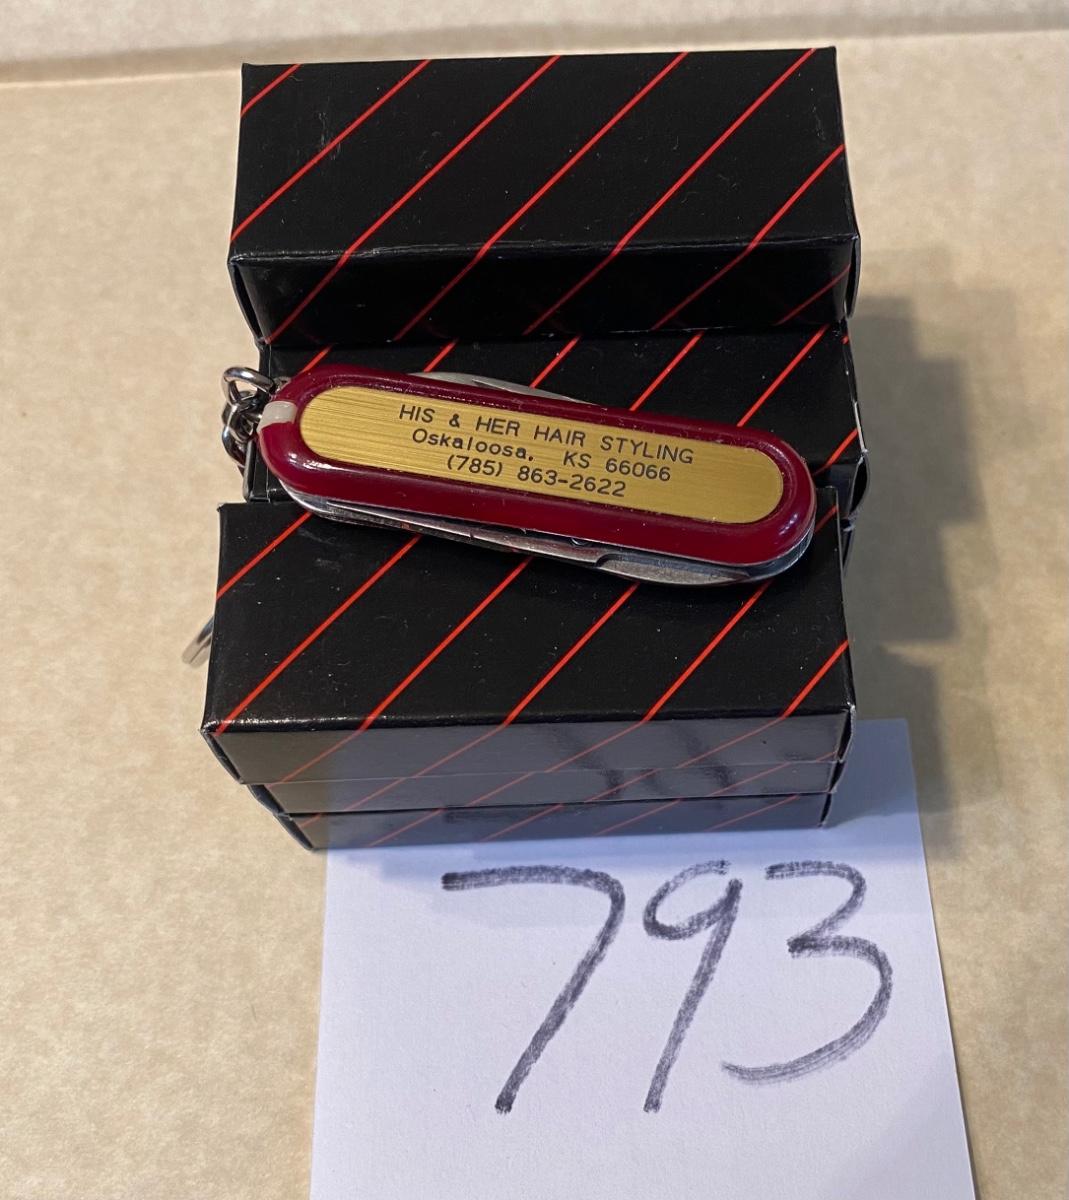 HIS & HER HAIR STYLING
Oskaloosa, KS 66066
(785) 863-2622
793